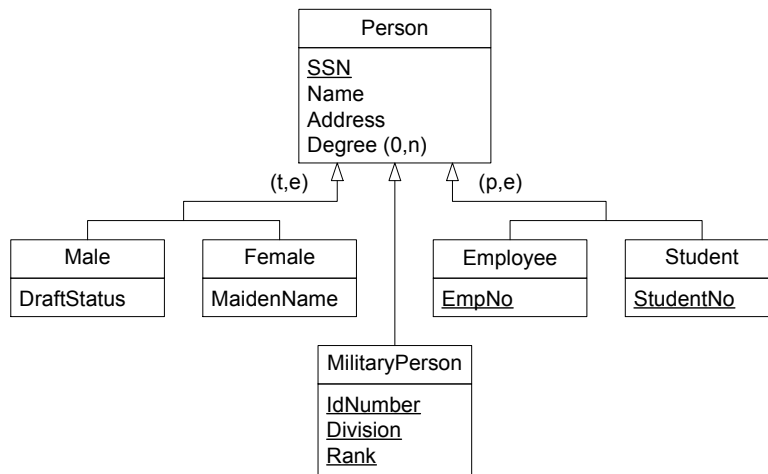 Person
SSN
Name
Address
Degree (0,n)
(t,e)
(p,e)
Male
DraftStatus
Female
MaidenName
Employee
EmpNo
Student
StudentNo
MilitaryPerson
IdNumber
Division
Rank